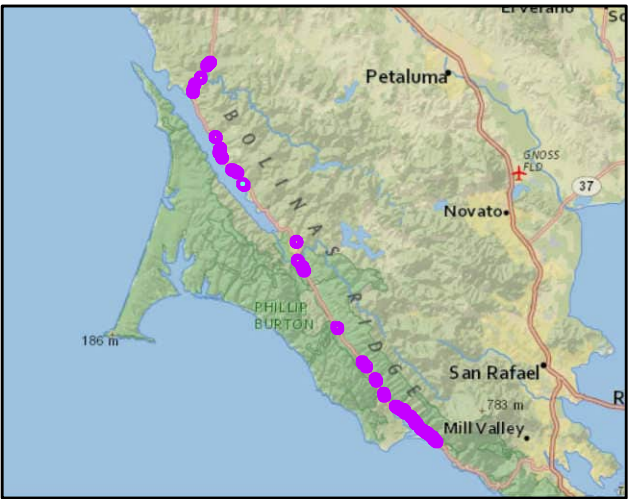 El Verano
Petaluma
GNOSS
FLD
37
BOLINAS
Novato
RIDGE
PHILLIP
BURTON
186 m
San Rafael
783 m
Mill Valley